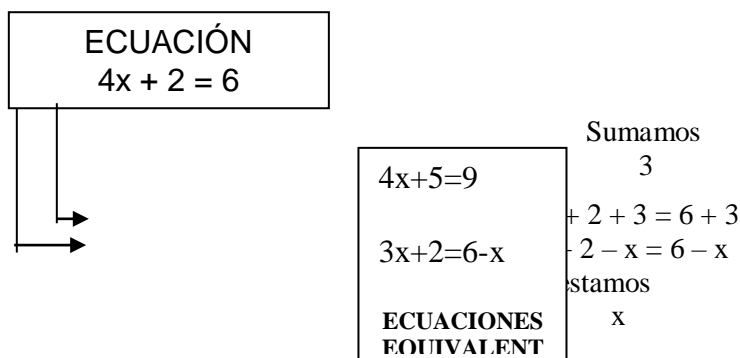 ECUACIÓN
4x + 2 = 6
Sumamos
3
4x+5=9
+ 2 + 3 = 6 + 3
3x+2=6-x
- 2 – x = 6 – x
stamos
x
ECUACIONES
EQUIVALENT